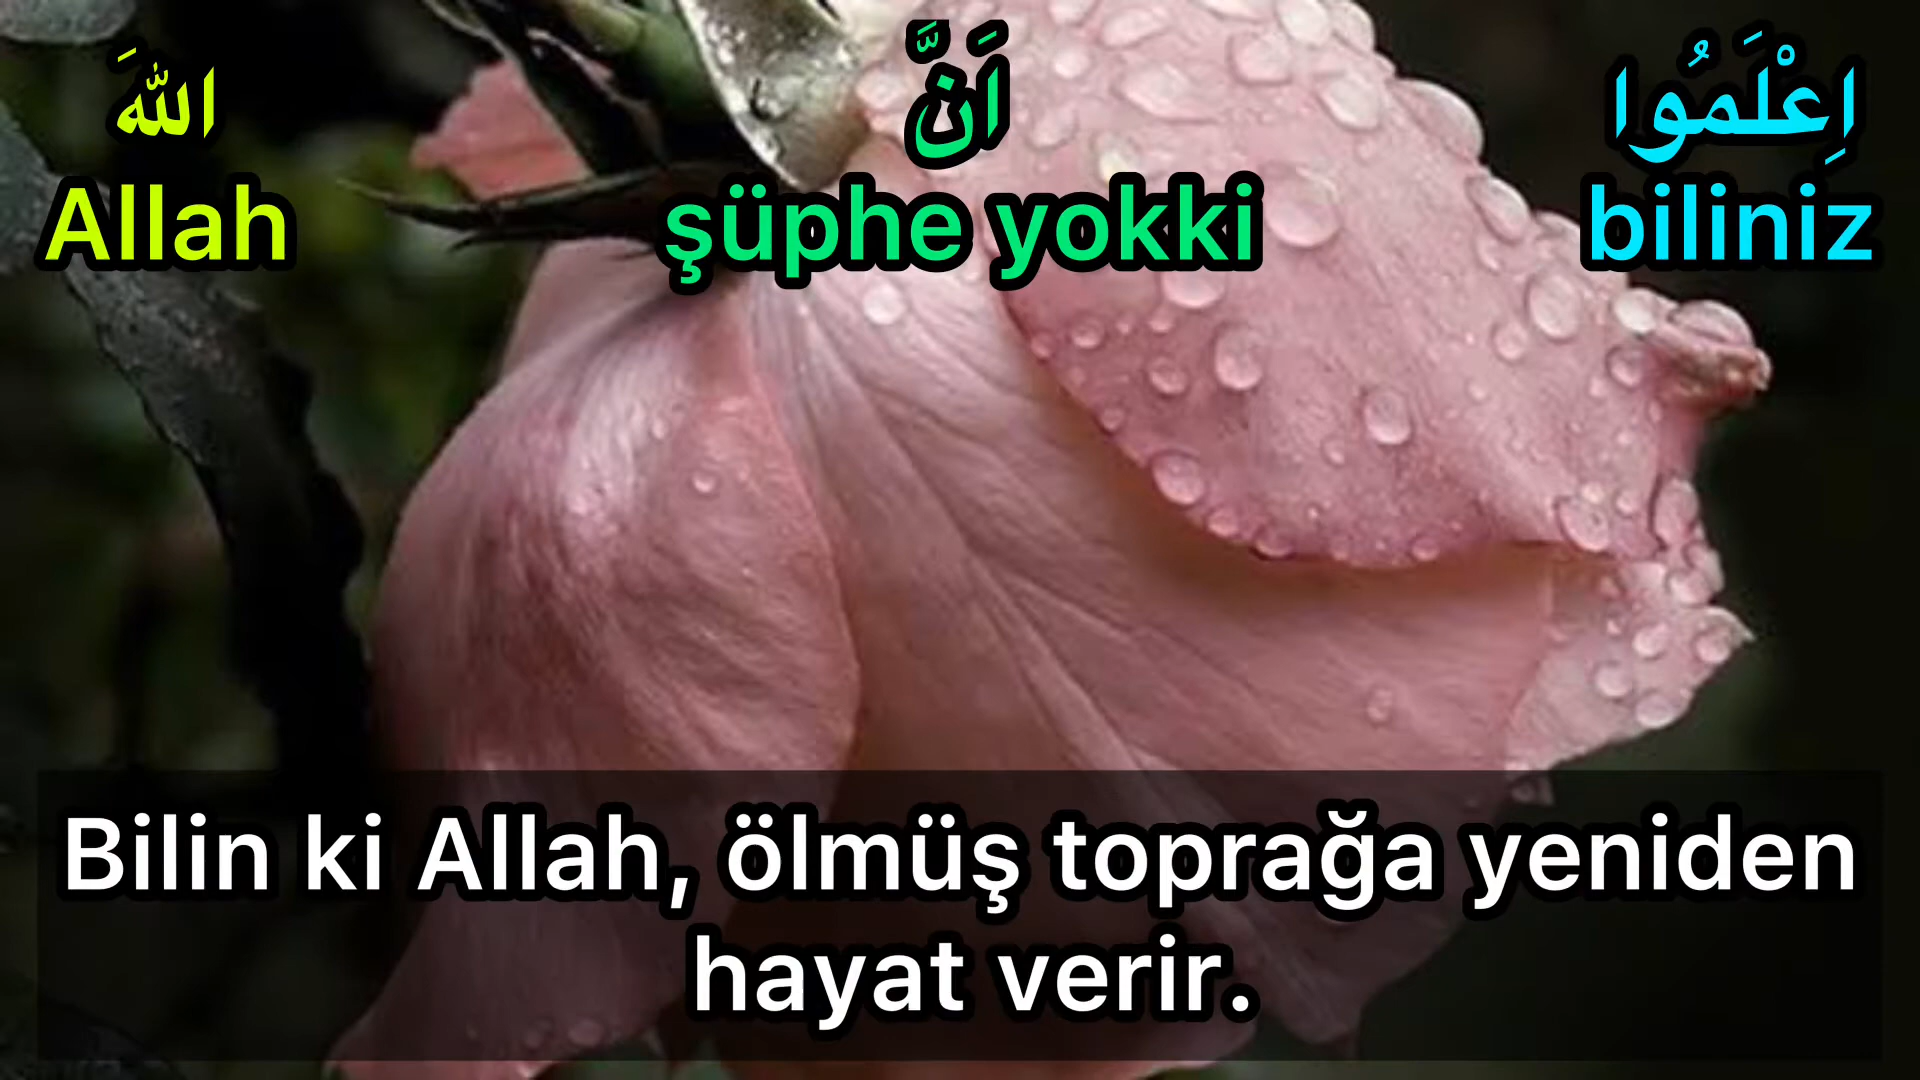 اِعْلَمُوا اَنَّ اللّٰهَ
biliniz şüphe yokki Allah
Bilin ki Allah, ölmüş toprağa yeniden
hayat verir.